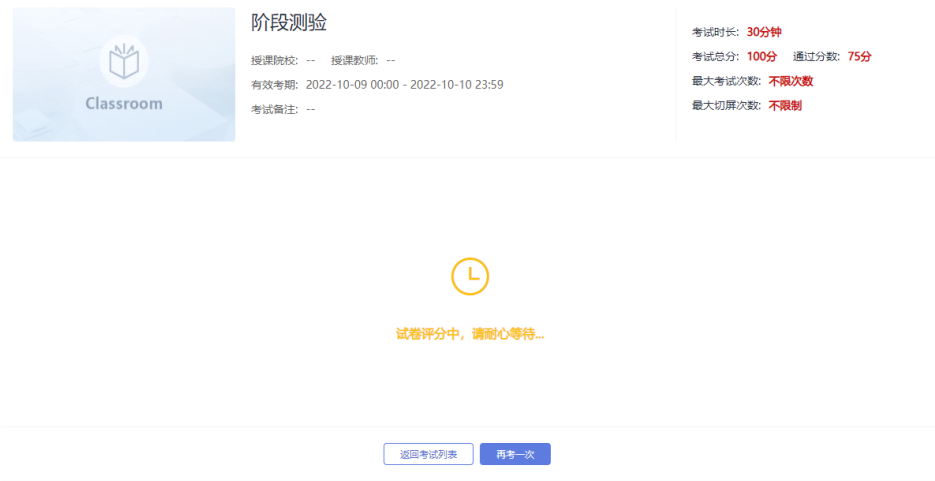 Classroom
阶段测验
授课院校: -- 授课教师: --
有效考期: 2022-10-09 00:00 - 2022-10-10 23:59
考试备注: --
考试时长: 30分钟
考试总分: 100分 通过分数: 75分
最大考试次数: 不限次数
最大切屏次数: 不限制
试卷评分中，请耐心等待...
返回考试列表 再考一次